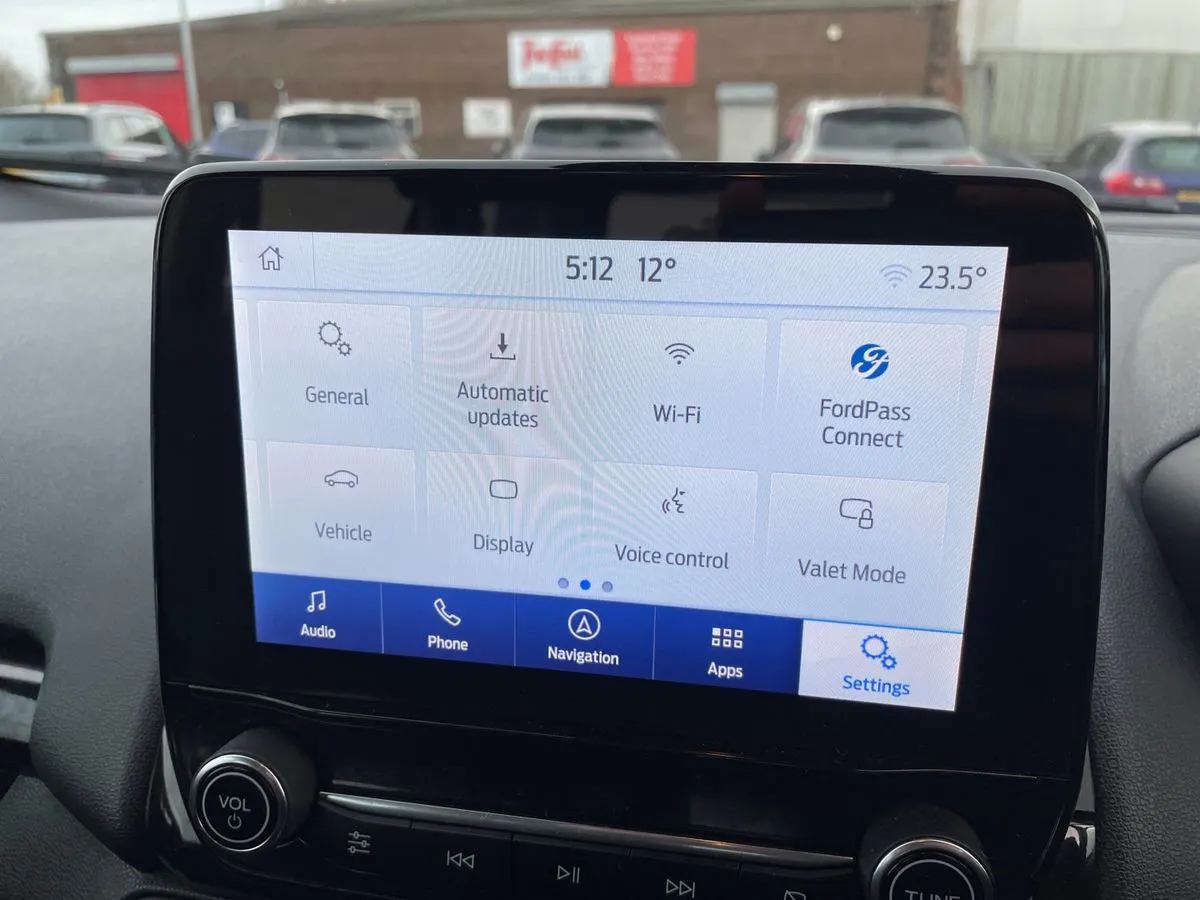 5:12 12° 23.5°
General
Automatic
updates
Wi-Fi
FordPass
Connect
Vehicle
Display
Voice control
Valet Mode
Audio
Phone
Navigation
Apps
Settings
VOL
TUNE